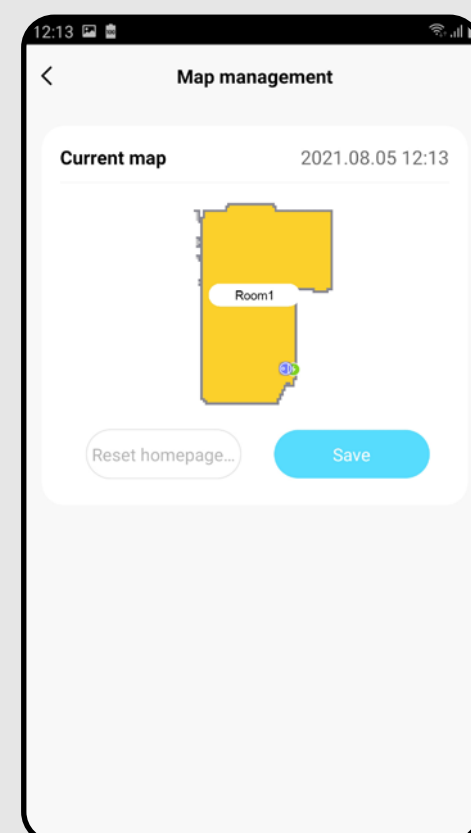 12:13
Map management
Current map 2021.08.05 12:13
Room1
Reset homepage... Save